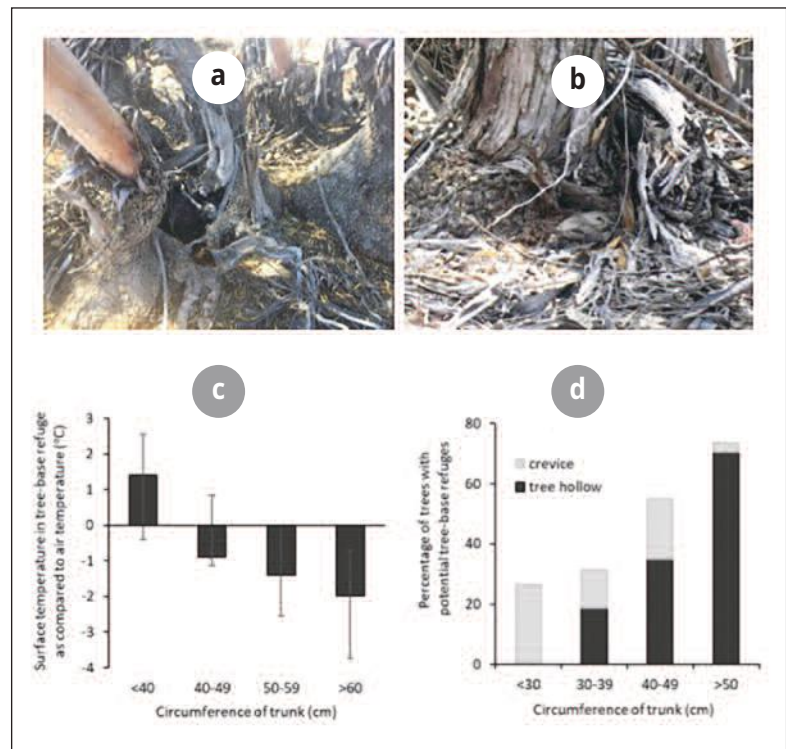 a
b
c
Surface temperature in tree-base refuge
as compared to air temperature (°C)
3
2
1
0
-1
-2
-3
-4
<40
40-49
50-59
>60
Circumference of trunk (cm)
d
Percentage of trees with
potential tree-base refuges
80
60
40
20
0
crevice
tree hollow
<30
30-39
40-49
>50
Circumference of trunk (cm)